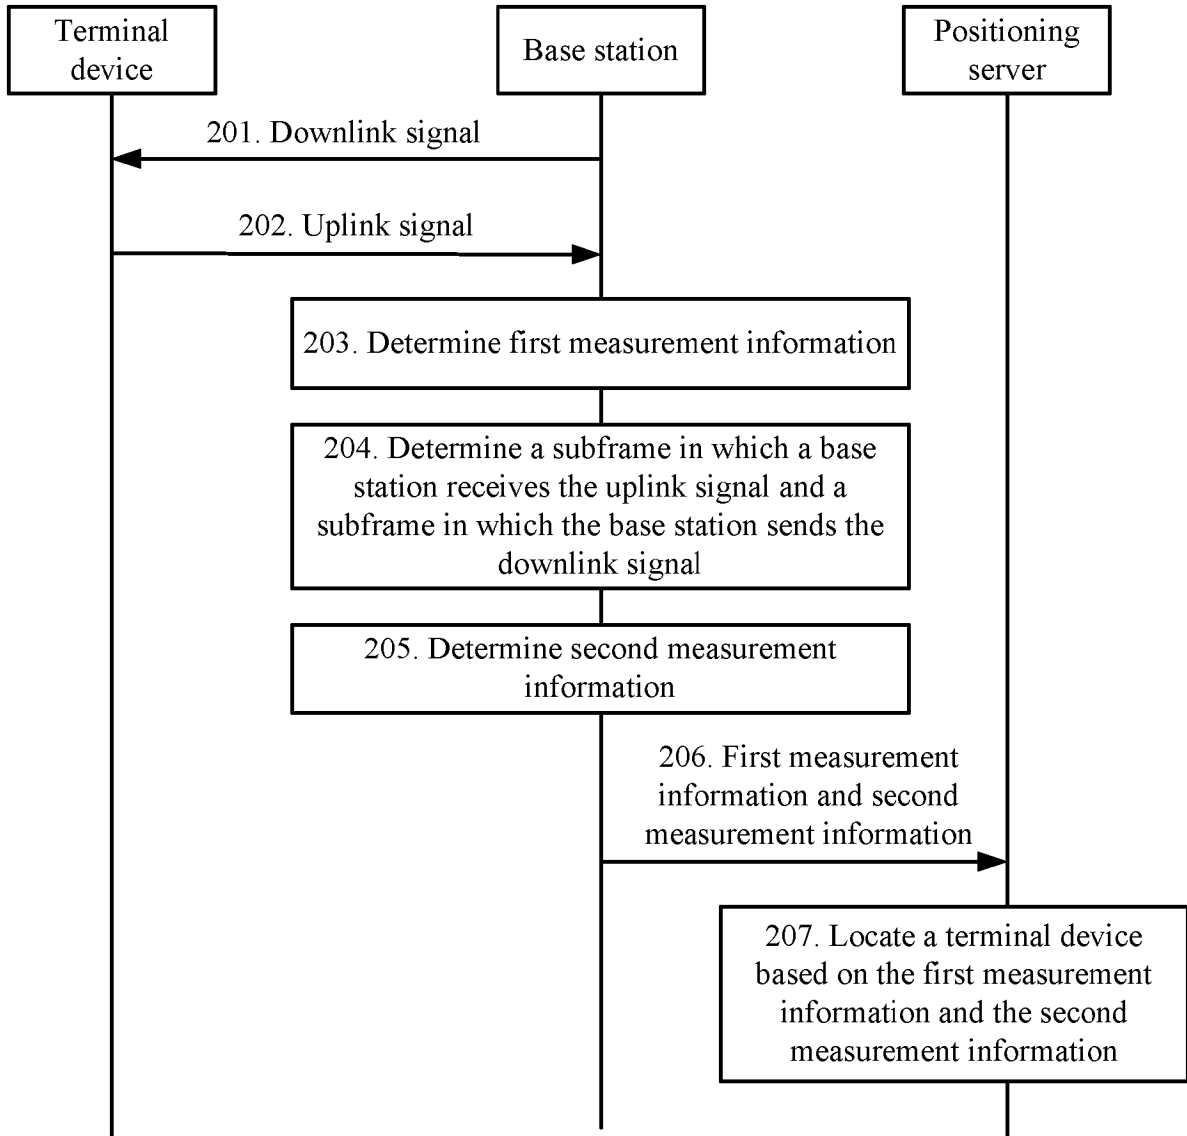 Terminal
device
Base station
Positioning
server
201. Downlink signal
202. Uplink signal
203. Determine first measurement information
204. Determine a subframe in which a base
station receives the uplink signal and a
subframe in which the base station sends the
downlink signal
205. Determine second measurement
information
206. First measurement
information and second
measurement information
207. Locate a terminal device
based on the first measurement
information and the second
measurement information